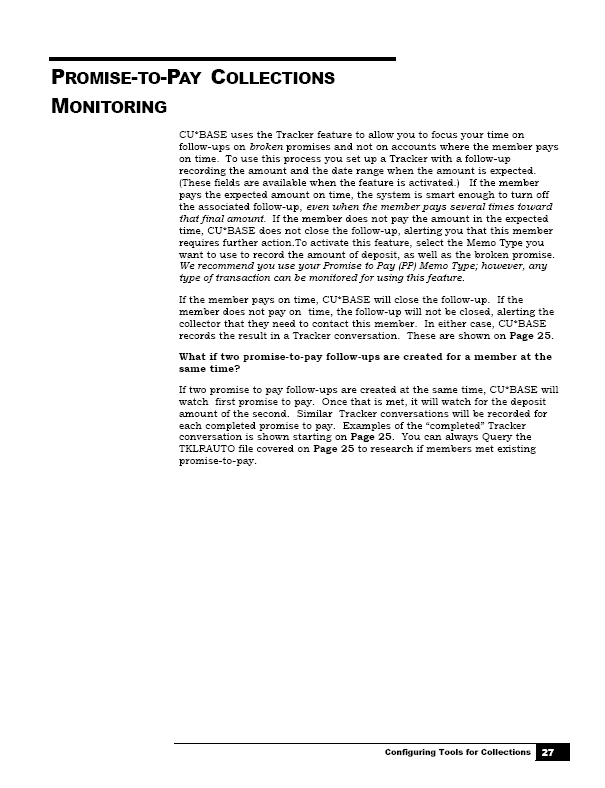 PROMISE-TO-PAY COLLECTIONS
MONITORING
CU*BASE uses the Tracker feature to allow you to focus your time on
follow-ups on broken promises and not on accounts where the member pays
on time.  To use this process you set up a Tracker with a follow-up
recording the amount and the date range when the amount is expected.
(These fields are available when the feature is activated.)   If the member
pays the expected amount on time, the system is smart enough to turn off
the associated follow-up, even when the member pays several times toward
that final amount.  If the member does not pay the amount in the expected
time, CU*BASE does not close the follow-up, alerting you that this member
requires further action.To activate this feature, select the Memo Type you
want to use to record the amount of deposit, as well as the broken promise.
We recommend you use your Promise to Pay (PP) Memo Type; however, any
type of transaction can be monitored for using this feature.
If the member pays on time, CU*BASE will close the follow-up.  If the
member does not pay on  time, the follow-up will not be closed, alerting the
collector that they need to contact this member.  In either case, CU*BASE
records the result in a Tracker conversation.  These are shown on Page 25.
What if two promise-to-pay follow-ups are created for a member at the
same time?
If two promise to pay follow-ups are created at the same time, CU*BASE will
watch  first promise to pay.  Once that is met, it will watch for the deposit
amount of the second.  Similar  Tracker conversations will be recorded for
each completed promise to pay.  Examples of the “completed” Tracker
conversation is shown starting on Page 25.  You can always Query the
TKLRAUTO file covered on Page 25 to research if members met existing
promise-to-pay.
Configuring Tools for Collections 27